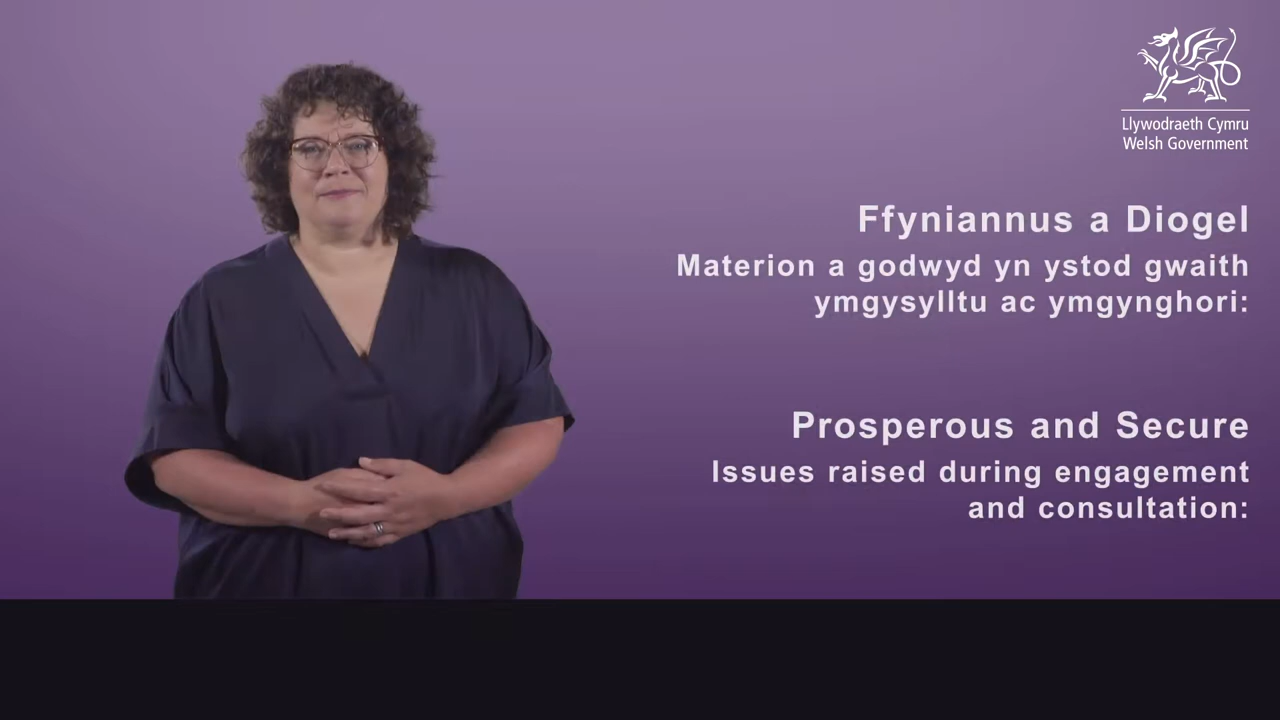 Llywodraeth Cymru
Welsh Government
Ffyniannus a Diogel
Materion a godwyd yn ystod gwaith
ymgysylltu ac ymgynghori:
Prosperous and Secure
Issues raised during engagement
and consultation: